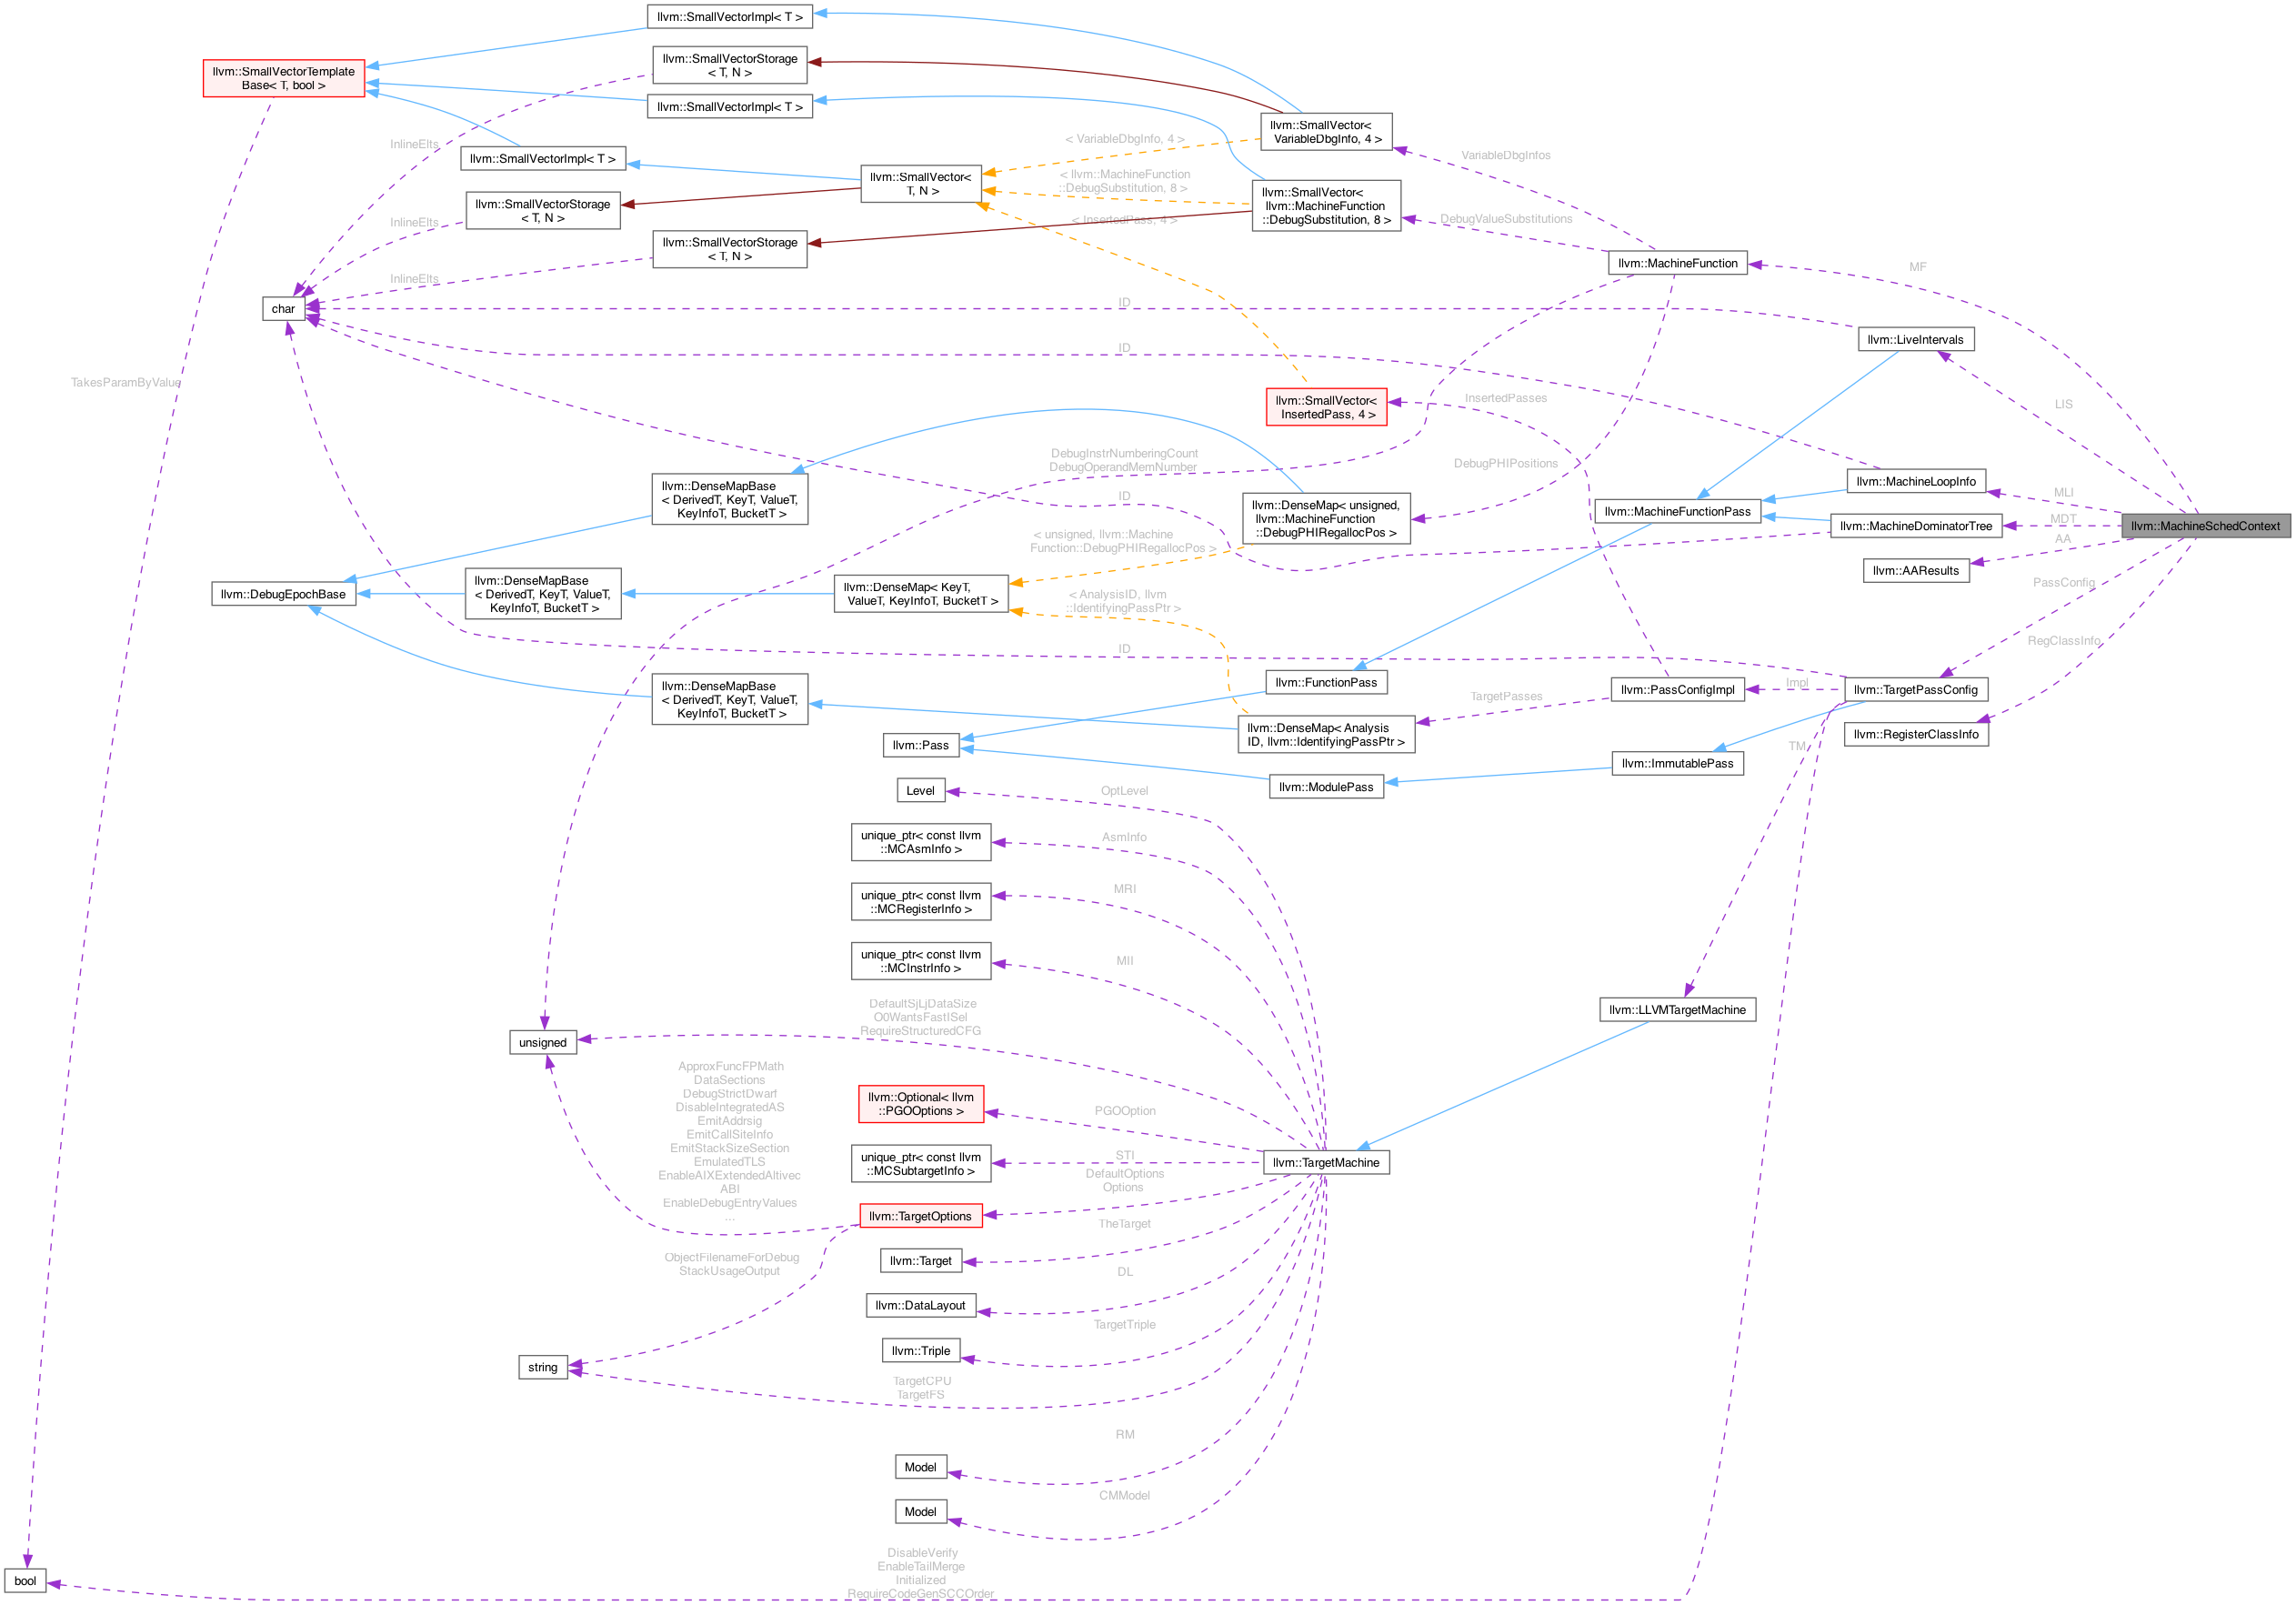 llvm::SmallVectorImpl< T >
llvm::SmallVectorStorage
< T, N >
llvm::SmallVectorTemplate
Base< T, bool >
llvm::SmallVectorImpl< T >
llvm::SmallVector<
VariableDbgInfo, 4 >
< VariableDbgInfo, 4 >
InlineElts
VariableDbgInfos
llvm::SmallVectorImpl< T >
llvm::SmallVector<
T, N >
< llvm::MachineFunction
::DebugSubstitution, 8 >
llvm::SmallVector<
llvm::MachineFunction
::DebugSubstitution, 8 >
llvm::SmallVectorStorage
< T, N >
InlineElts
< InsertedPass, 4 >
DebugValueSubstitutions
llvm::SmallVectorStorage
< T, N >
llvm::MachineFunction
MF
InlineElts
char
ID
llvm::LiveIntervals
ID
TakesParamByValue
llvm::SmallVector<
InsertedPass, 4 >
InsertedPasses
LIS
DebugInstrNumberingCount
DebugOperandMemNumber
DebugPHIPositions
llvm::DenseMapBase
< DerivedT, KeyT, ValueT,
KeyInfoT, BucketT >
ID
llvm::DenseMap< unsigned,
llvm::MachineFunction
::DebugPHIRegallocPos >
llvm::MachineLoopInfo
MLI
llvm::MachineFunctionPass
llvm::MachineDominatorTree
MDT
llvm::MachineSchedContext
AA
< unsigned, llvm::Machine
Function::DebugPHIRegallocPos >
llvm::AAResults
llvm::DebugEpochBase
llvm::DenseMapBase
< DerivedT, KeyT, ValueT,
KeyInfoT, BucketT >
llvm::DenseMap< KeyT,
ValueT, KeyInfoT, BucketT >
< AnalysisID, llvm
::IdentifyingPassPtr >
PassConfig
ID
RegClassInfo
llvm::DenseMapBase
< DerivedT, KeyT, ValueT,
KeyInfoT, BucketT >
llvm::FunctionPass
TargetPasses
llvm::PassConfigImpl
Impl
llvm::TargetPassConfig
llvm::DenseMap< Analysis
ID, llvm::IdentifyingPassPtr >
llvm::RegisterClassInfo
llvm::Pass
TM
llvm::ImmutablePass
llvm::ModulePass
Level
OptLevel
unique_ptr< const llvm
::MCAsmInfo >
AsmInfo
unique_ptr< const llvm
::MCRegisterInfo >
MRI
unique_ptr< const llvm
::MCInstrInfo >
MII
DefaultSjLjDataSize
O0WantsFastISel
RequireStructuredCFG
llvm::LLVMTargetMachine
unsigned
ApproxFuncFPMath
DataSections
DebugStrictDwarf
DisableIntegratedAS
EmitAddrsig
EmitCallSiteInfo
EmitStackSizeSection
EmulatedTLS
EnableAIXExtendedAltivec
ABI
EnableDebugEntryValues
...
llvm::Optional< llvm
::PGOOptions >
PGOOption
unique_ptr< const llvm
::MCSubtargetInfo >
STI
llvm::TargetMachine
DefaultOptions
Options
llvm::TargetOptions
TheTarget
ObjectFilenameForDebug
StackUsageOutput
llvm::Target
DL
llvm::DataLayout
TargetTriple
llvm::Triple
string
TargetCPU
TargetFS
RM
Model
CMModel
Model
DisableVerify
EnableTailMerge
Initialized
RequireCodeGenSCCOrder
bool